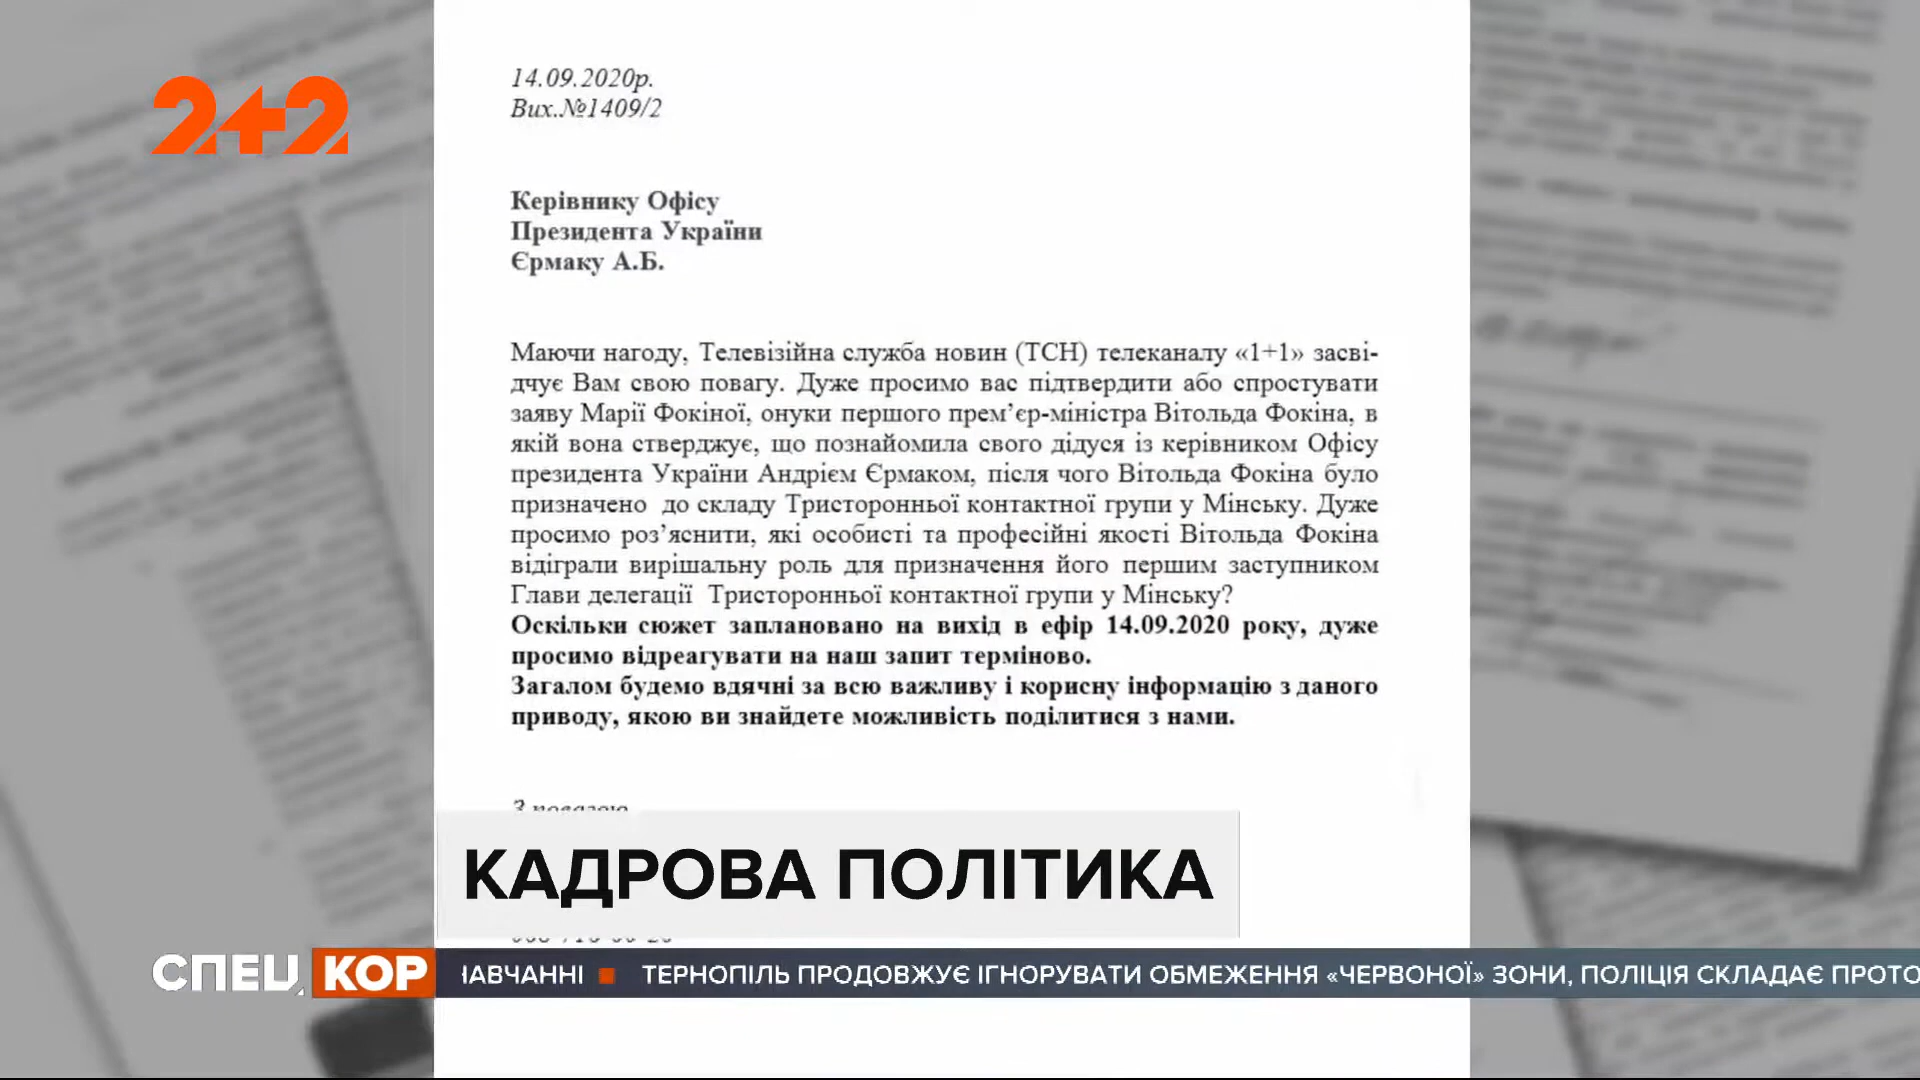 2+2
14.09.2020р.
Вих.№1409/2
Керівнику Офісу
Президента України
Єрмаку А.Б.
Маючи нагоду, Телевізійна служба новин (ТСН) телеканалу «1+1» засві-
дчує Вам свою повагу. Дуже просимо вас підтвердити або спростувати
заяву Марії Фокіної, онуки першого прем’єр-міністра Вітольда Фокіна, в
якій вона стверджує, що познайомила свого дідуся із керівником Офісу
президента України Андрієм Єрмаком, після чого Вітольда Фокіна було
призначено до складу Тристоронньої контактної групи у Мінську. Дуже
просимо роз’яснити, які особисті та професійні якості Вітольда Фокіна
відіграли вирішальну роль для призначення його першим заступником
Глави делегації Тристоронньої контактної групи у Мінську?
Оскільки сюжет заплановано на вихід в ефір 14.09.2020 року, дуже
просимо відреагувати на наш запит терміново.
Загалом будемо вдячні за всю важливу і корисну інформацію з даного
приводу, якою ви знайдете можливість поділитися з нами.
З повагою
КАДРОВА ПОЛІТИКА
СПЕЦКОР АВЧАННІ ■ ТЕРНОПІЛЬ ПРОДОВЖУЄ ІГНОРУВАТИ ОБМЕЖЕННЯ «ЧЕРВОНОЇ» ЗОНИ, ПОЛІЦІЯ СКЛАДАЄ ПРОТО